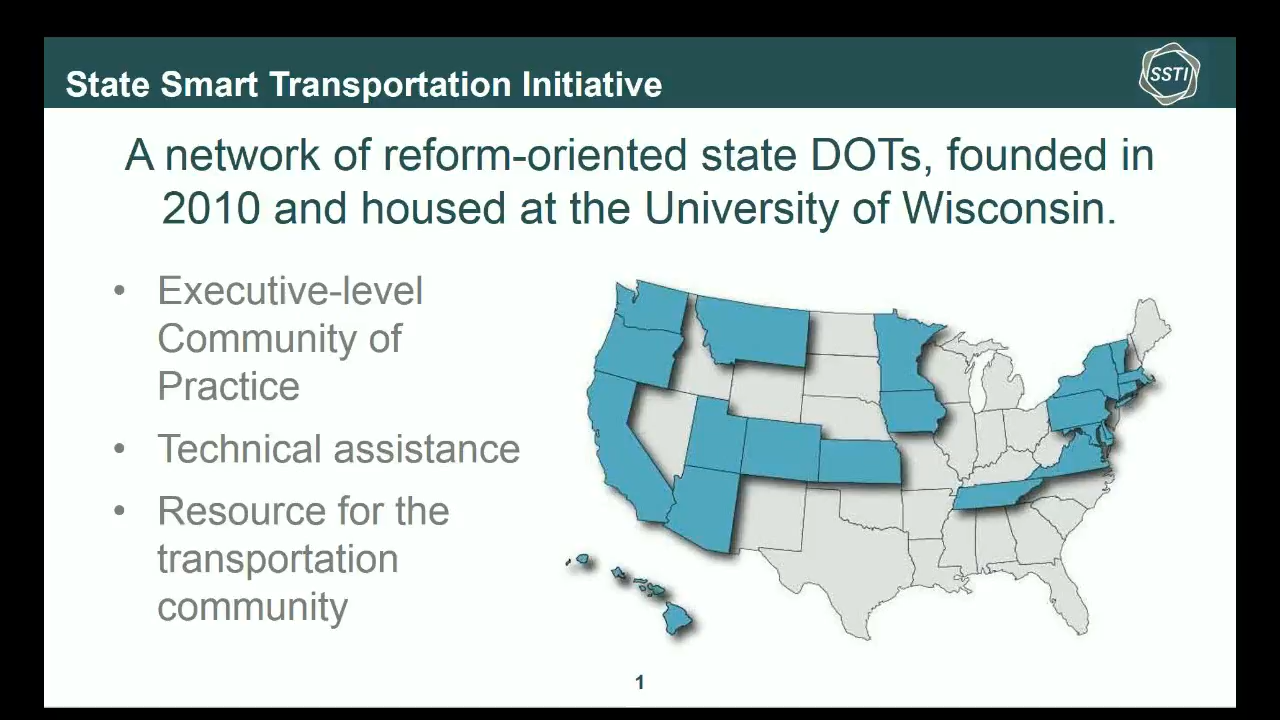 State Smart Transportation Initiative
SSTI
A network of reform-oriented state DOTs, founded in
2010 and housed at the University of Wisconsin.
• Executive-level
Community of
Practice
• Technical assistance
• Resource for the
transportation
community
1